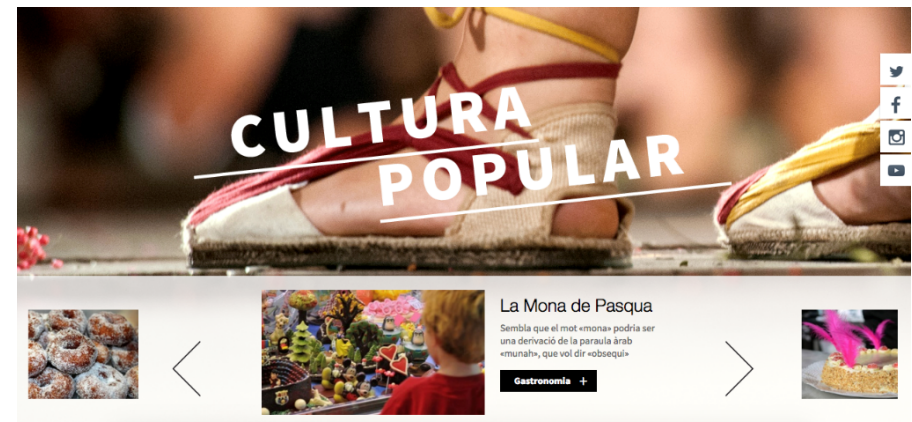 CULTURA
POPULAR
La Mona de Pasqua
Sembla que el mot «mona» podria ser
una derivació de la paraula àrab
«munah», que vol dir «obsequi»
Gastronomia +